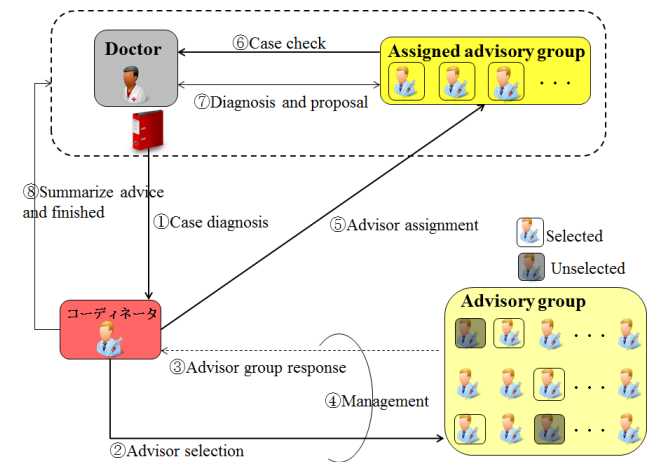 ⑥Case check
Doctor
Assigned advisory group
. . .
⑦Diagnosis and proposal
⑧Summarize advice
and finished
①Case diagnosis
⑤Advisor assignment
Selected
Unselected
コーディネータ
Advisory group
. . .
③Advisor group response
. . .
④Management
. . .
②Advisor selection